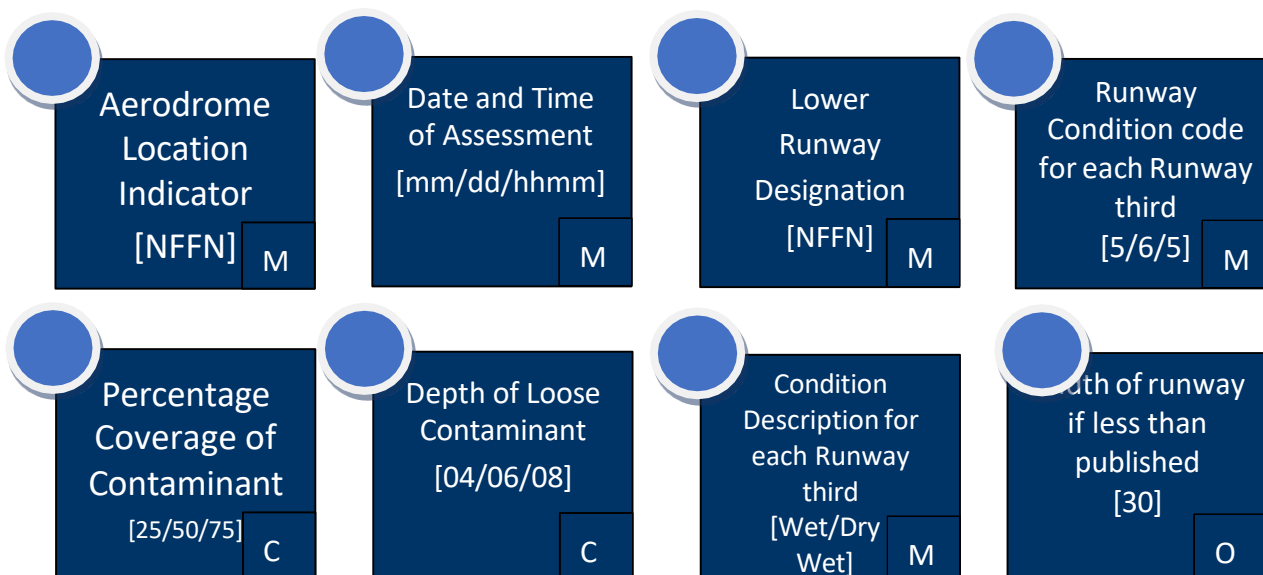 Aerodrome
Location
Indicator
[NFFN]
M
Date and Time
of Assessment
[mm/dd/hhmm]
M
Lower
Runway
Designation
[NFFN]
M
Runway
Condition code
for each Runway
third
[5/6/5]
M
Percentage
Coverage of
Contaminant
[25/50/75]
C
Depth of Loose
Contaminant
[04/06/08]
C
Condition
Description for
each Runway
third
[Wet/Dry
Wet]
M
of runway
if less than
published
[30]
O